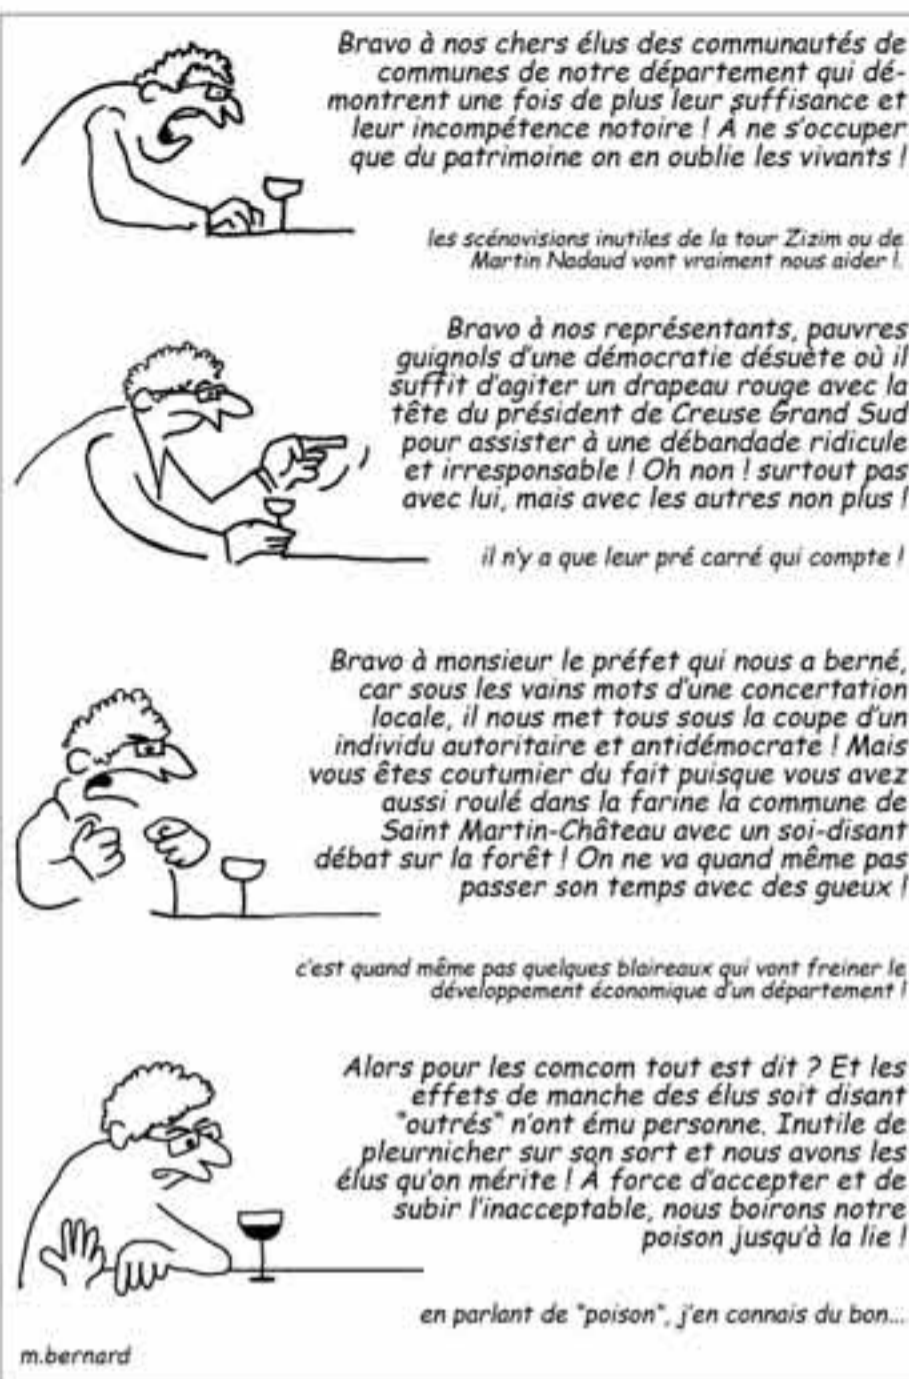 Bravo à nos chers élus des communautés de
communes de notre département qui dé-
montrent une fois de plus leur suffisance et
leur incompétence notoire ! À ne s'occuper
que du patrimoine on en oublie les vivants !
les scénovisions inutiles de la tour Zizim ou de
Martin Nadaud vont vraiment nous aider !.
Bravo à nos représentants, pauvres
guignols d'une démocratie désuète où il
suffit d'agiter un drapeau rouge avec la
tête du président de Creuse Grand Sud
pour assister à une débandade ridicule
et irresponsable ! Oh non ! surtout pas
avec lui, mais avec les autres non plus !
il n'y a que leur pré carré qui compte !
Bravo à monsieur le préfet qui nous a berné,
car sous les vains mots d'une concertation
locale, il nous met tous sous la coupe d'un
individu autoritaire et antidémocrate ! Mais
vous êtes coutumier du fait puisque vous avez
aussi roulé dans la farine la commune de
Saint Martin-Château avec un soi-disant
débat sur la forêt ! On ne va quand même pas
passer son temps avec des gueux !
c'est quand même pas quelques blaireaux qui vont freiner le
développement économique d'un département !
Alors pour les comcom tout est dit ? Et les
effets de manche des élus soit disant
"outrés" n'ont ému personne. Inutile de
pleurnicher sur son sort et nous avons les
élus qu'on mérite ! À force d'accepter et de
subir l'inacceptable, nous boirons notre
poison jusqu'à la lie !
en parlant de "poison", j'en connais du bon...
m.bernard